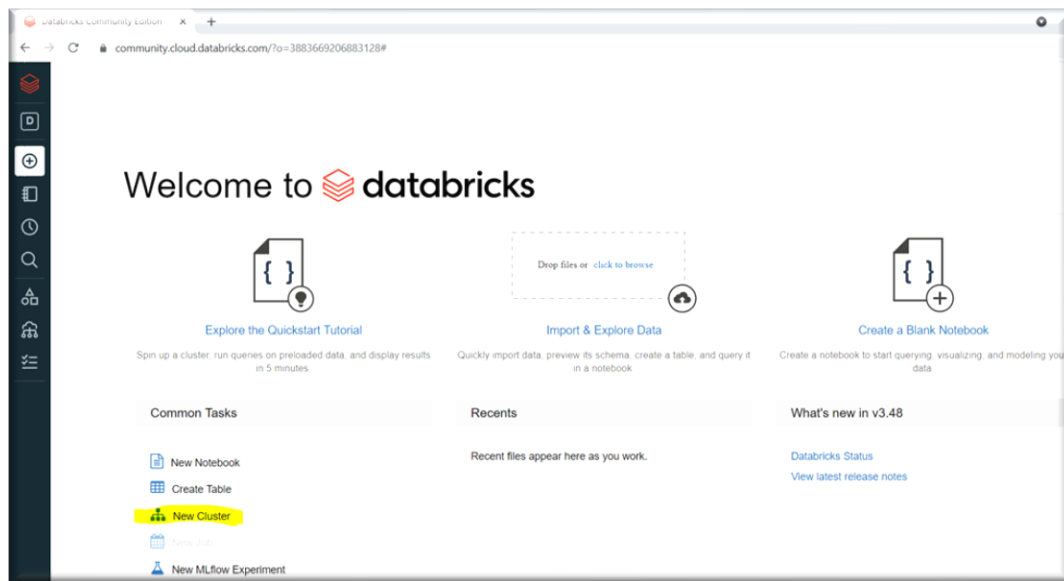 Databricks Community Edition
community.cloud.databricks.com/?o=3883669206883128#
D
Welcome to databricks
{ }
Drop files or click to browse
{ }
Explore the Quickstart Tutorial
Import & Explore Data
Create a Blank Notebook
Spin up a cluster, run queries on preloaded data, and display results
in 5 minutes
Quickly import data, preview its schema, create a table, and query it
in a notebook
Create a notebook to start querying, visualizing, and modeling you
data
Common Tasks
Recents
What's new in v3.48
New Notebook
Recent files appear here as you work.
Databricks Status
Create Table
View latest release notes
New Cluster
New Job
New MLflow Experiment